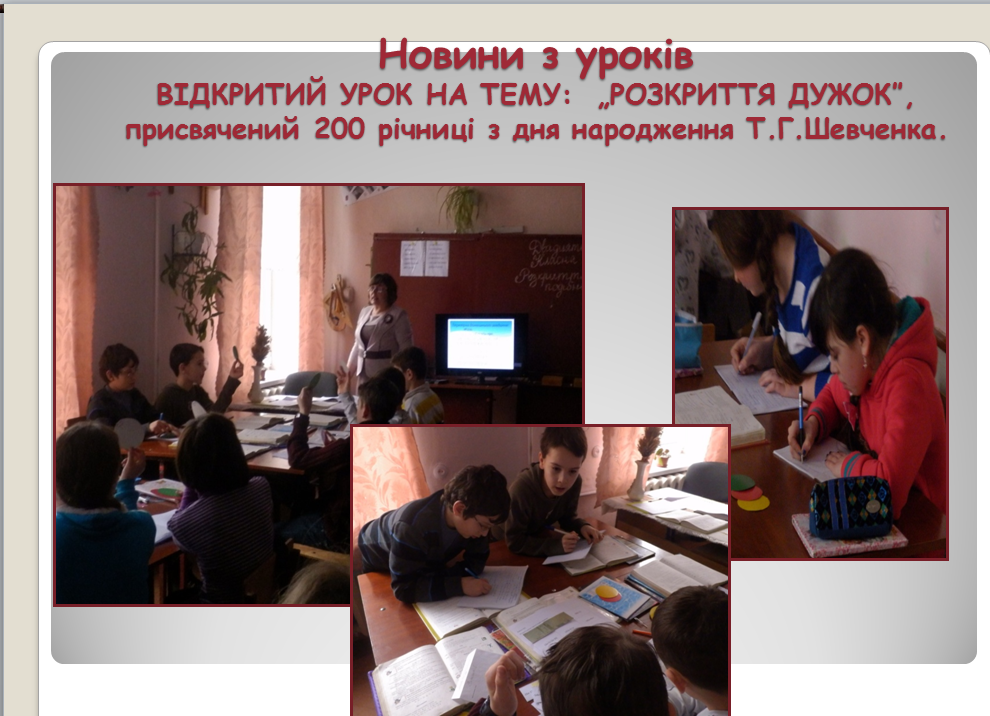 Новини з уроків
ВІДКРИТИЙ УРОК НА ТЕМУ: „РОЗКРИТТЯ ДУЖОК”,
присвячений 200 річниці з дня народження Т.Г.Шевченка.